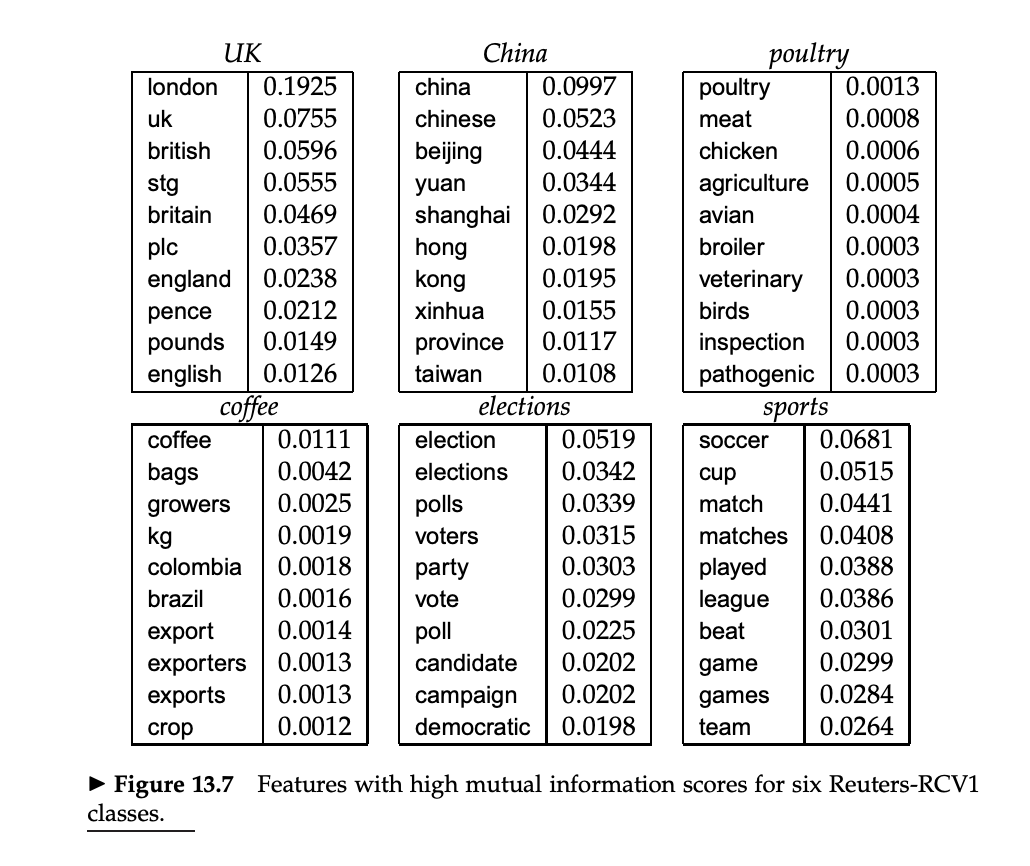 UK China poultry
london 0.1925 china 0.0997 poultry 0.0013
uk 0.0755 chinese 0.0523 meat 0.0008
british 0.0596 beijing 0.0444 chicken 0.0006
stg 0.0555 yuan 0.0344 agriculture 0.0005
britain 0.0469 shanghai 0.0292 avian 0.0004
plc 0.0357 hong 0.0198 broiler 0.0003
england 0.0238 kong 0.0195 veterinary 0.0003
pence 0.0212 xinhua 0.0155 birds 0.0003
pounds 0.0149 province 0.0117 inspection 0.0003
english 0.0126 taiwan 0.0108 pathogenic 0.0003
coffee elections sports
coffee 0.0111 election 0.0519 soccer 0.0681
bags 0.0042 elections 0.0342 cup 0.0515
growers 0.0025 polls 0.0339 match 0.0441
kg 0.0019 voters 0.0315 matches 0.0408
colombia 0.0018 party 0.0303 played 0.0388
brazil 0.0016 vote 0.0299 league 0.0386
export 0.0014 poll 0.0225 beat 0.0301
exporters 0.0013 candidate 0.0202 game 0.0299
exports 0.0013 campaign 0.0202 games 0.0284
crop 0.0012 democratic 0.0198 team 0.0264
► Figure 13.7 Features with high mutual information scores for six Reuters-RCV1
classes.